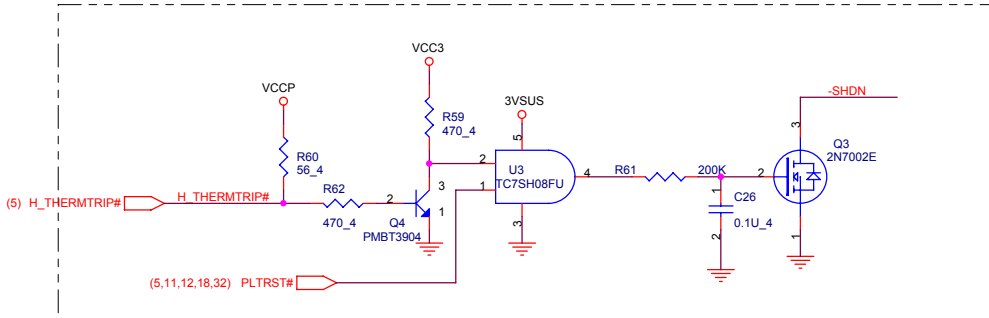 VCC3
VCCP
3VSUS
-SHDN
R59
470_4
R60
56_4
5
3
Q3
2N7002E
2
U3
TC7SH08FU
4
R61
200K
2
1
(5) H_THERMTRIP#
H_THERMTRIP#
R62
470_4
2
3
1
Q4
PMBT3904
3
1
C26
0.1U_4
2
1
(5,11,12,18,32) PLTRST#